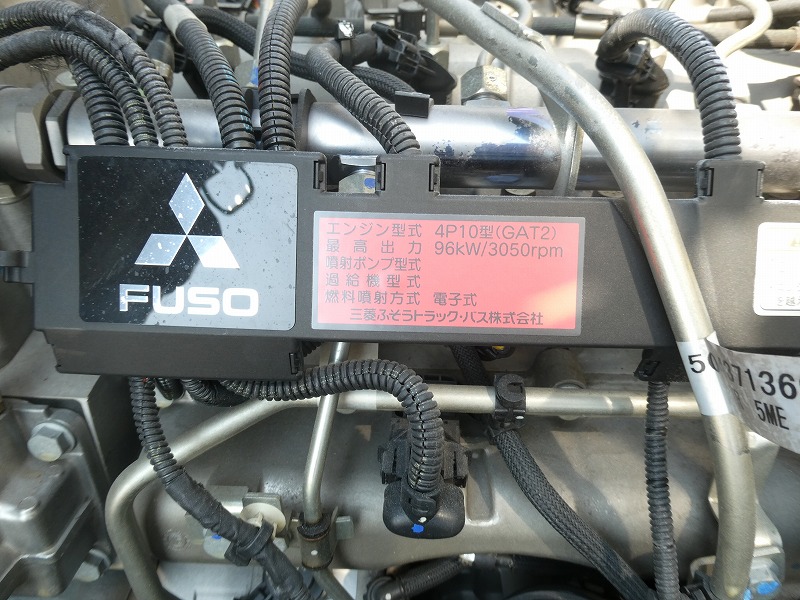 FUSO
エンジン型式 4P10型(GAT2)
最高出力 96kW/3050rpm
噴射ポンプ型式
過給機型式
燃料噴射方式 電子式
三菱ふそうトラック・バス株式会社
5ME